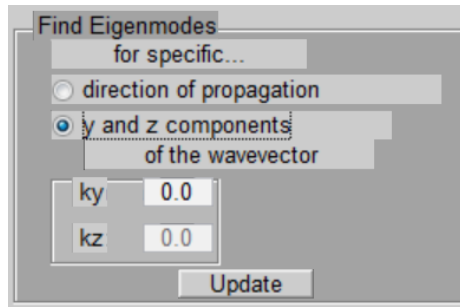 Find Eigenmodes
for specific...
direction of propagation
y and z components
of the wavevector
ky 0.0
kz 0.0
Update